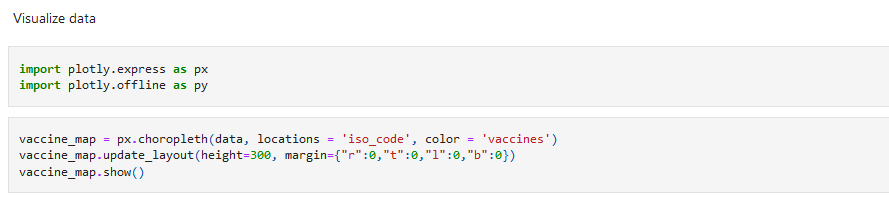 Visualize data
import plotly.express as px
import plotly.offline as py
vaccine_map = px.choropleth(data, locations = 'iso_code', color = 'vaccines')
vaccine_map.update_layout(height=300, margin={"r":0,"t":0,"l":0,"b":0})
vaccine_map.show()